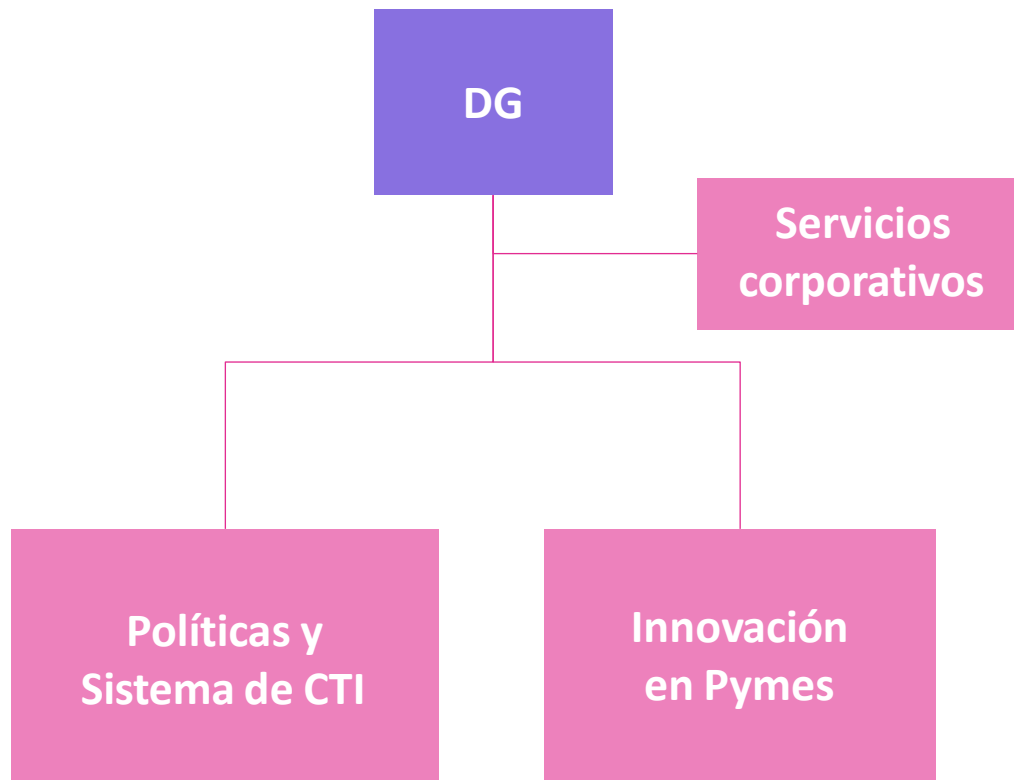 DG
Servicios
corporativos
Políticas y
Sistema de CTI
Innovación
en Pymes